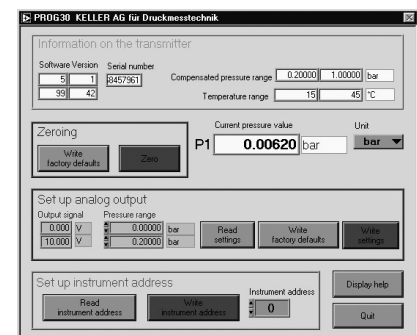 PROG30 KELLER AG für Druckmesstechnik
Information on the transmitter
Software Version Serial number
5 1 8457961
99 42
Compensated pressure range 0.20000 1.00000 bar
Temperature range 15 45 °C
Zeroing
Write factory defaults
Zero
Current pressure value Unit
P1 0.00620 bar bar
Set up analog output
Output signal Pressure range
0.000 V 0.00000 bar
10.000 V 0.20000 bar
Read settings
Write factory defaults
Write settings
Set up instrument address
Read instrument address
Write instrument address
Instrument address
0
Display help
Quit